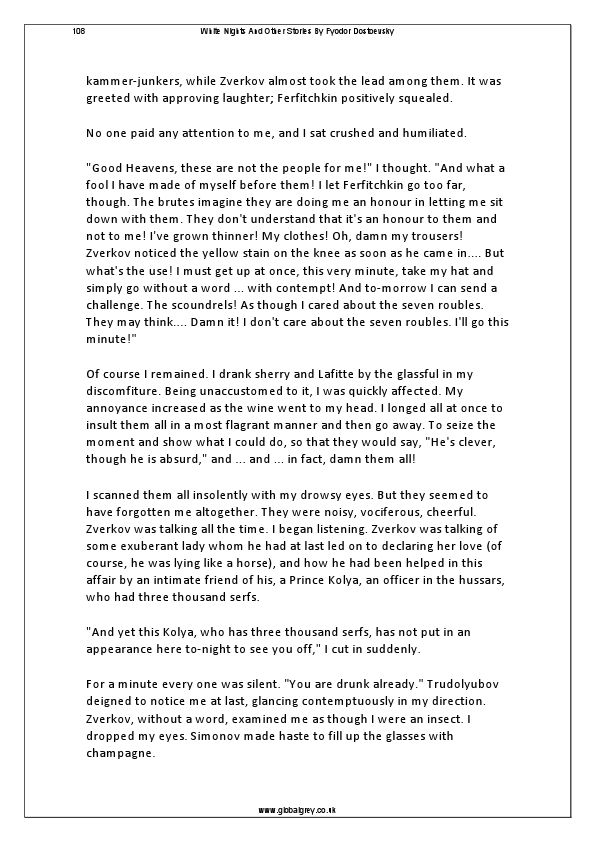 108 White Nights And Other Stories By Fyodor Dostoevsky
kammer-junkers, while Zverkov almost took the lead among them. It was
greeted with approving laughter; Ferfitchkin positively squealed.
No one paid any attention to me, and I sat crushed and humiliated.
"Good Heavens, these are not the people for me!" I thought. "And what a
fool I have made of myself before them! I let Ferfitchkin go too far,
though. The brutes imagine they are doing me an honour in letting me sit
down with them. They don't understand that it's an honour to them and
not to me! I've grown thinner! My clothes! Oh, damn my trousers!
Zverkov noticed the yellow stain on the knee as soon as he came in.... But
what's the use! I must get up at once, this very minute, take my hat and
simply go without a word ... with contempt! And to-morrow I can send a
challenge. The scoundrels! As though I cared about the seven roubles.
They may think.... Damn it! I don't care about the seven roubles. I'll go this
minute!"
Of course I remained. I drank sherry and Lafitte by the glassful in my
discomfiture. Being unaccustomed to it, I was quickly affected. My
annoyance increased as the wine went to my head. I longed all at once to
insult them all in a most flagrant manner and then go away. To seize the
moment and show what I could do, so that they would say, "He's clever,
though he is absurd," and ... and ... in fact, damn them all!
I scanned them all insolently with my drowsy eyes. But they seemed to
have forgotten me altogether. They were noisy, vociferous, cheerful.
Zverkov was talking all the time. I began listening. Zverkov was talking of
some exuberant lady whom he had at last led on to declaring her love (of
course, he was lying like a horse), and how he had been helped in this
affair by an intimate friend of his, a Prince Kolya, an officer in the hussars,
who had three thousand serfs.
"And yet this Kolya, who has three thousand serfs, has not put in an
appearance here to-night to see you off," I cut in suddenly.
For a minute every one was silent. "You are drunk already." Trudolyubov
deigned to notice me at last, glancing contemptuously in my direction.
Zverkov, without a word, examined me as though I were an insect. I
dropped my eyes. Simonov made haste to fill up the glasses with
champagne.
www.globalgrey.co.uk